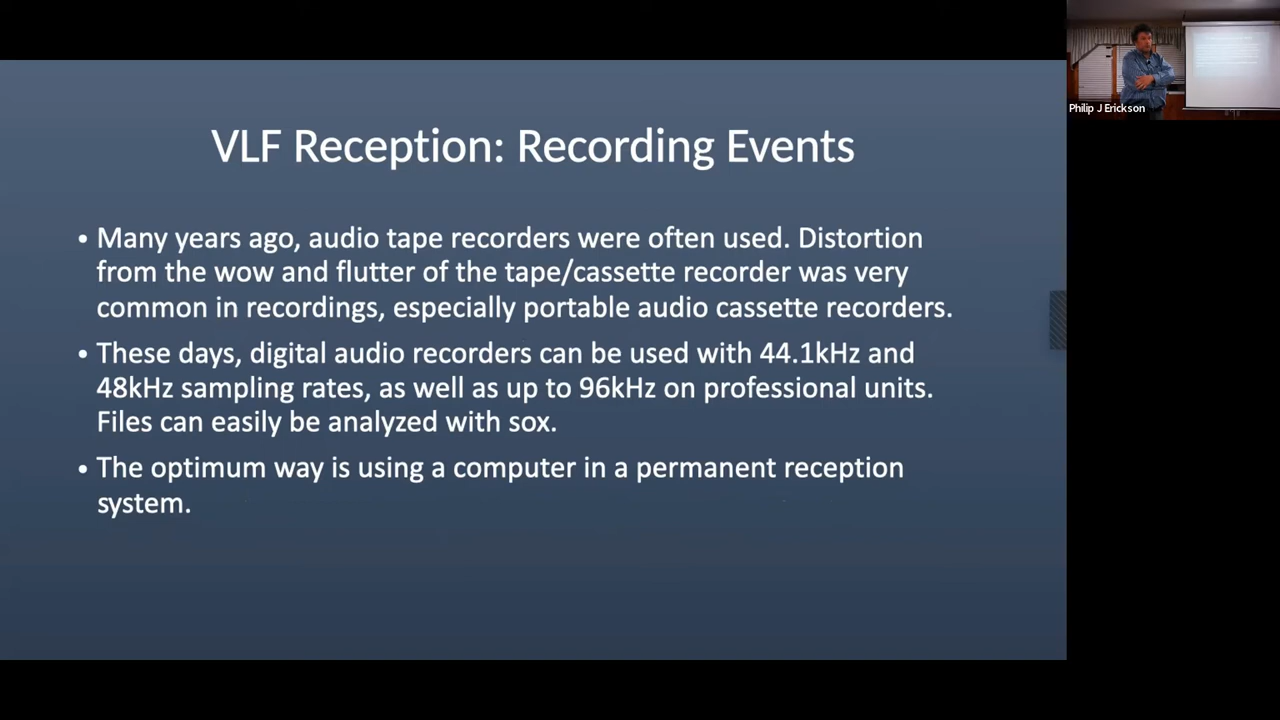 VLF Reception: Recording Events
• Many years ago, audio tape recorders were often used. Distortion
from the wow and flutter of the tape/cassette recorder was very
common in recordings, especially portable audio cassette recorders.
• These days, digital audio recorders can be used with 44.1kHz and
48kHz sampling rates, as well as up to 96kHz on professional units.
Files can easily be analyzed with sox.
• The optimum way is using a computer in a permanent reception
system.
Philip J Erickson